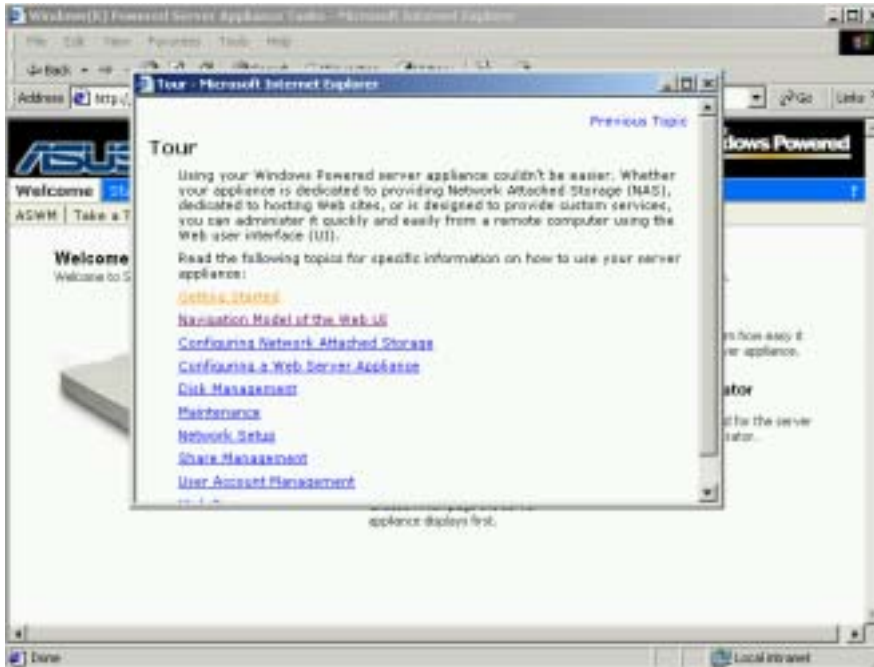 Windows(R) Powered Server Appliance Tasks - Microsoft Internet Explorer
File Edit View Favorites Tools Help
Back
Address http:/
Go Links
Tour - Microsoft Internet Explorer
Previous Topic
Tour
Using your Windows Powered server appliance couldn't be easier. Whether
your appliance is dedicated to providing Network Attached Storage (NAS),
dedicated to hosting Web sites, or is designed to provide custom services,
you can administer it quickly and easily from a remote computer using the
Web user interface (UI).
Read the following topics for specific information on how to use your server
appliance:
Getting Started
Navigation Model of the Web UI
Configuring Network Attached Storage
Configuring a Web Server Appliance
Disk Management
Maintenance
Network Setup
Share Management
User Account Management
ASUS
dows Powered
Welcome
?
ASWM Take a T
Welcome
Welcome to S
how easy it
appliance.
ator
for the server
appliance displays first.
Done
Local intranet